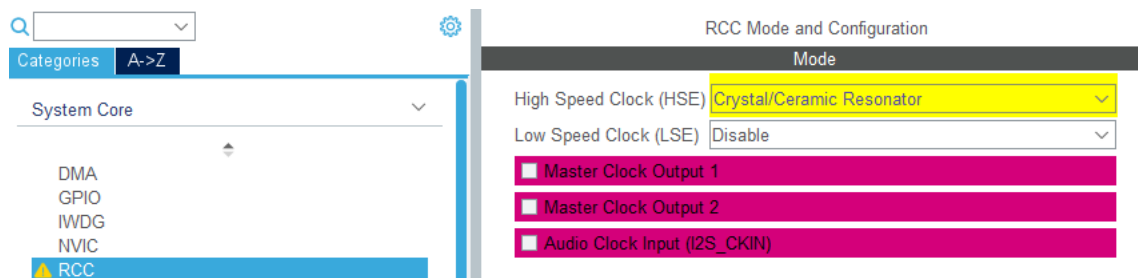 Categories A->Z
System Core
DMA
GPIO
IWDG
NVIC
RCC
RCC Mode and Configuration
Mode
High Speed Clock (HSE) Crystal/Ceramic Resonator
Low Speed Clock (LSE) Disable
Master Clock Output 1
Master Clock Output 2
Audio Clock Input (I2S_CKIN)